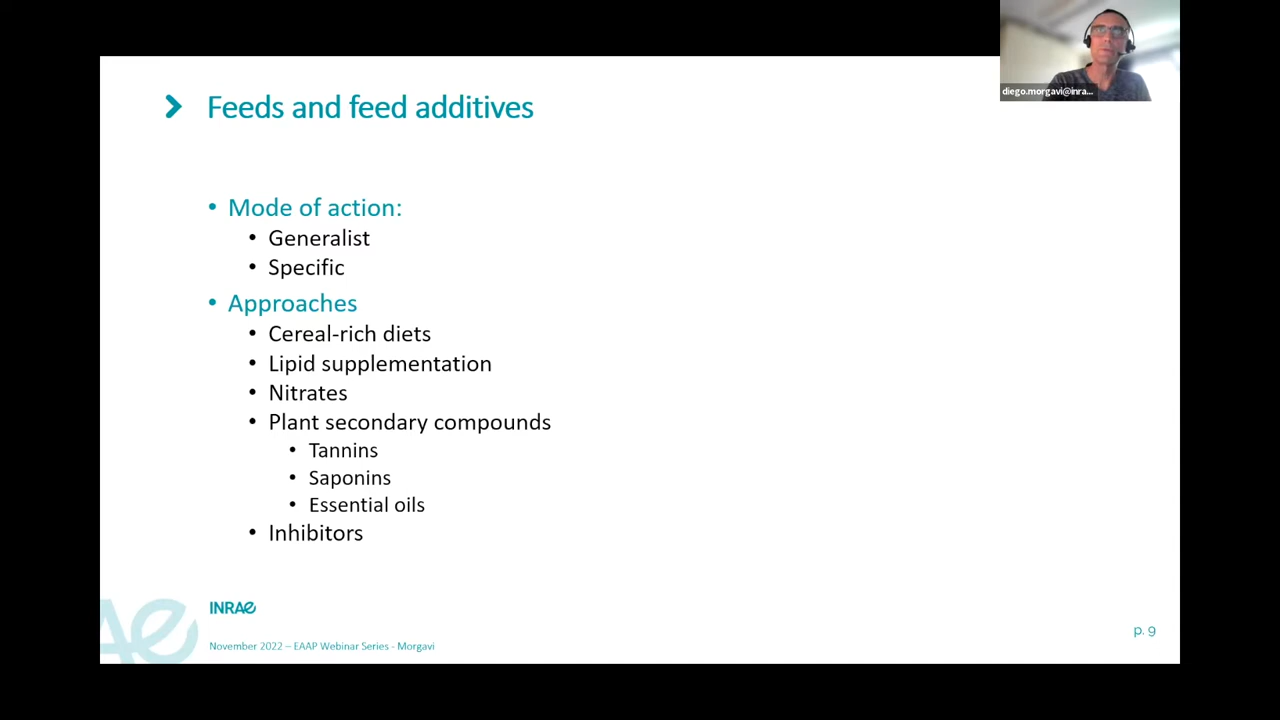 diego.morgavi@inra...
Feeds and feed additives
• Mode of action:
• Generalist
• Specific
• Approaches
• Cereal-rich diets
• Lipid supplementation
• Nitrates
• Plant secondary compounds
• Tannins
• Saponins
• Essential oils
• Inhibitors
INRAE
November 2022 – EAAP Webinar Series - Morgavi
p. 9